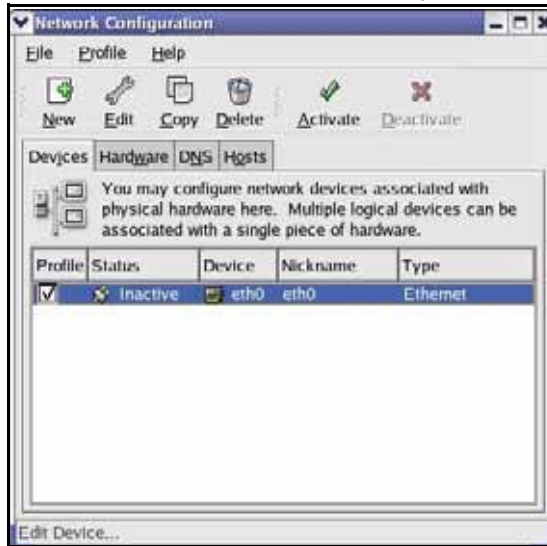 Network Configuration
File Profile Help
New Edit Copy Delete Activate Deactivate
Devices Hardware DNS Hosts
You may configure network devices associated with
physical hardware here. Multiple logical devices can be
associated with a single piece of hardware.
Profile Status Device Nickname Type
Inactive eth0 eth0 Ethernet
Edit Device...